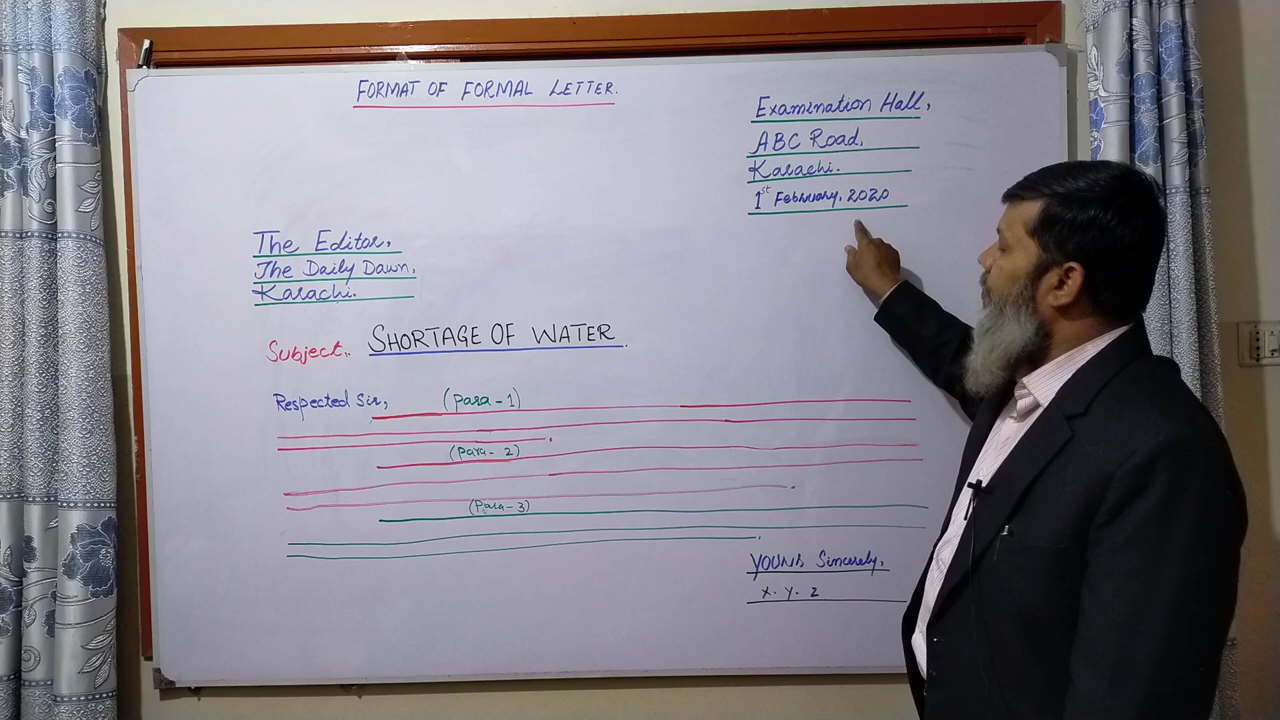 FORMAT OF FORMAL LETTER.
Examination Hall,
ABC Road,
Karachi.
1st February, 2020
The Editor,
The Daily Dawn,
Karachi.
Subject:. SHORTAGE OF WATER.
Respected Sir, (para-1)
(para-2)
(Para-3)
YOURS Sincerely,
X. Y. Z